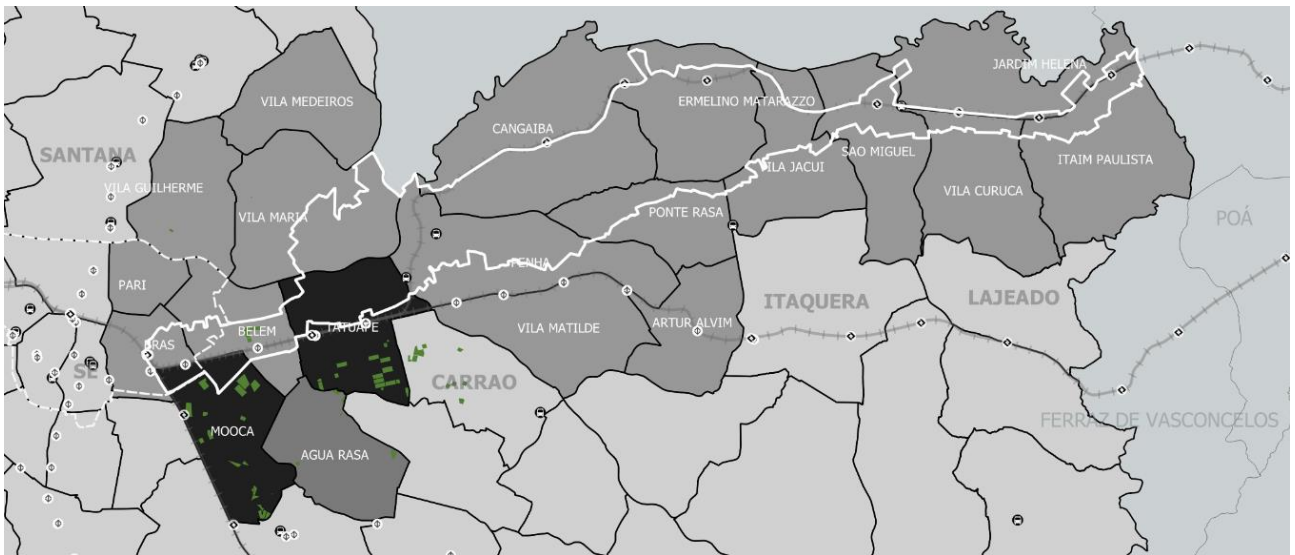 JARDIM HELENA
VILA MEDEIROS
ERMELINO MATARAZZO
CANGAIBA
SANTANA
SAO MIGUEL
ITAIM PAULISTA
VILA JACUI
VILA GUILHERME
VILA CURUCA
VILA MARIA
PONTE RASA
POÁ
PENHA
PARI
ITAQUERA
LAJEADO
ARTUR ALVIM
BELEM
TATUAPE
VILA MATILDE
BRAS
SE
CARRAO
FERRAZ DE VASCONCELOS
MOOCA
AGUA RASA